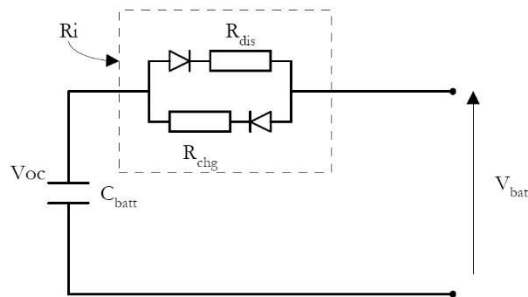 Ri
R_dis
R_chg
Voc
C_batt
V_bat